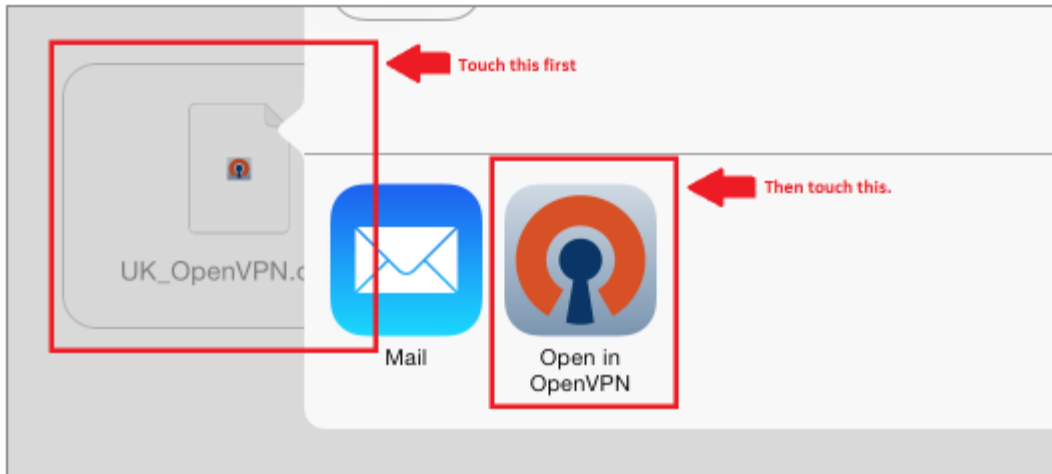 Touch this first
Then touch this.
UK_OpenVPN.
Mail
Open in
OpenVPN